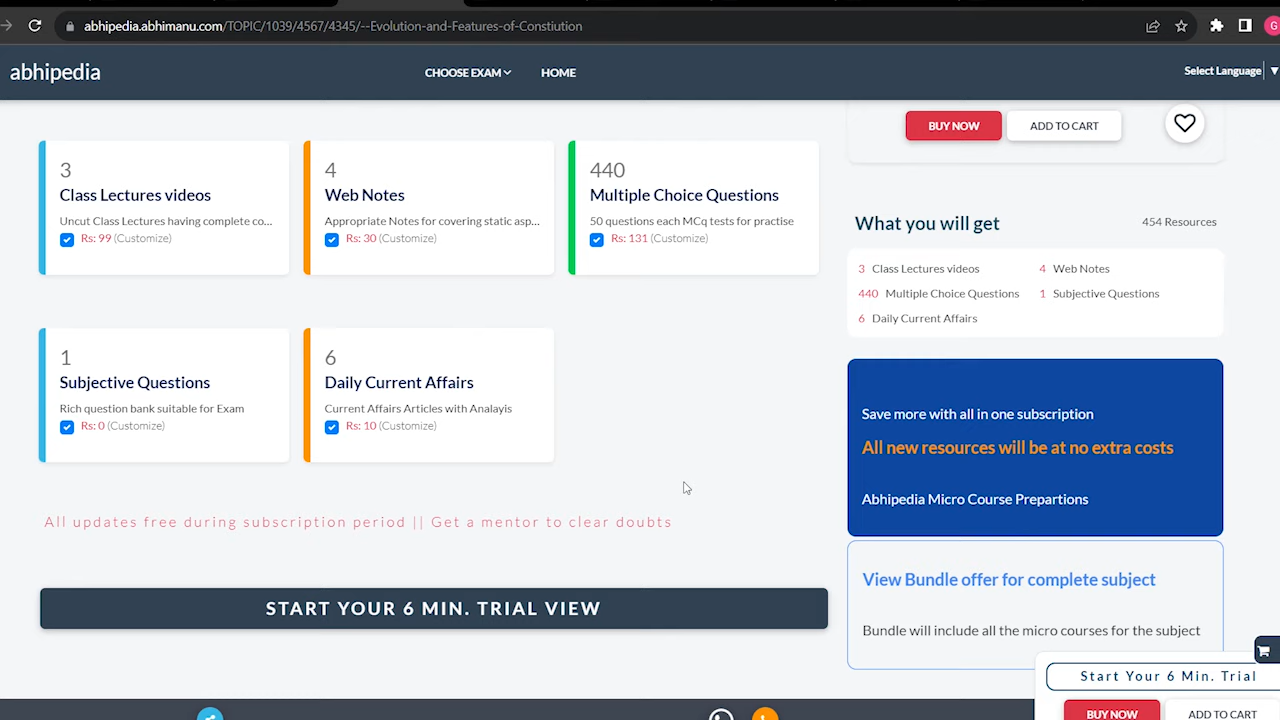 abhipedia.abhimanu.com/TOPIC/1039/4567/4345/--Evolution-and-Features-of-Constiution
G
abhipedia
CHOOSE EXAM
HOME
Select Language
▼
BUY NOW
ADD TO CART
3
Class Lectures videos
Uncut Class Lectures having complete co...
Rs: 99 (Customize)
4
Web Notes
Appropriate Notes for covering static asp...
Rs: 30 (Customize)
440
Multiple Choice Questions
50 questions each MCq tests for practise
Rs: 131 (Customize)
1
Subjective Questions
Rich question bank suitable for Exam
Rs: 0 (Customize)
6
Daily Current Affairs
Current Affairs Articles with Analayis
Rs: 10 (Customize)
All updates free during subscription period || Get a mentor to clear doubts
START YOUR 6 MIN. TRIAL VIEW
What you will get
454 Resources
3 Class Lectures videos
4 Web Notes
440 Multiple Choice Questions
1 Subjective Questions
6 Daily Current Affairs
Save more with all in one subscription
All new resources will be at no extra costs
Abhipedia Micro Course Prepartions
View Bundle offer for complete subject
Bundle will include all the micro courses for the subject
Start Your 6 Min. Trial
BUY NOW
ADD TO CART